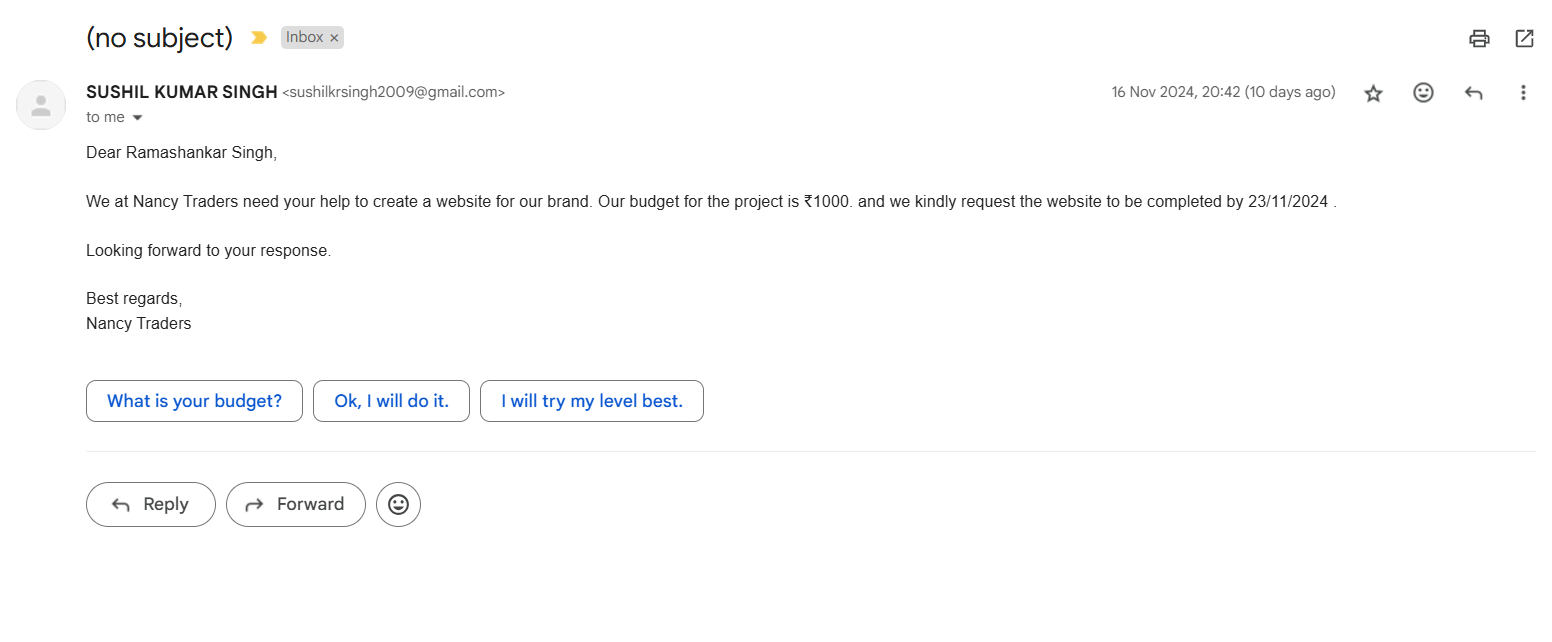 (no subject) Inbox ×
SUSHIL KUMAR SINGH <sushilkrsingh2009@gmail.com> 16 Nov 2024, 20:42 (10 days ago)
to me
Dear Ramashankar Singh,
We at Nancy Traders need your help to create a website for our brand. Our budget for the project is ₹1000. and we kindly request the website to be completed by 23/11/2024 .
Looking forward to your response.
Best regards,
Nancy Traders
What is your budget? Ok, I will do it. I will try my level best.
Reply Forward